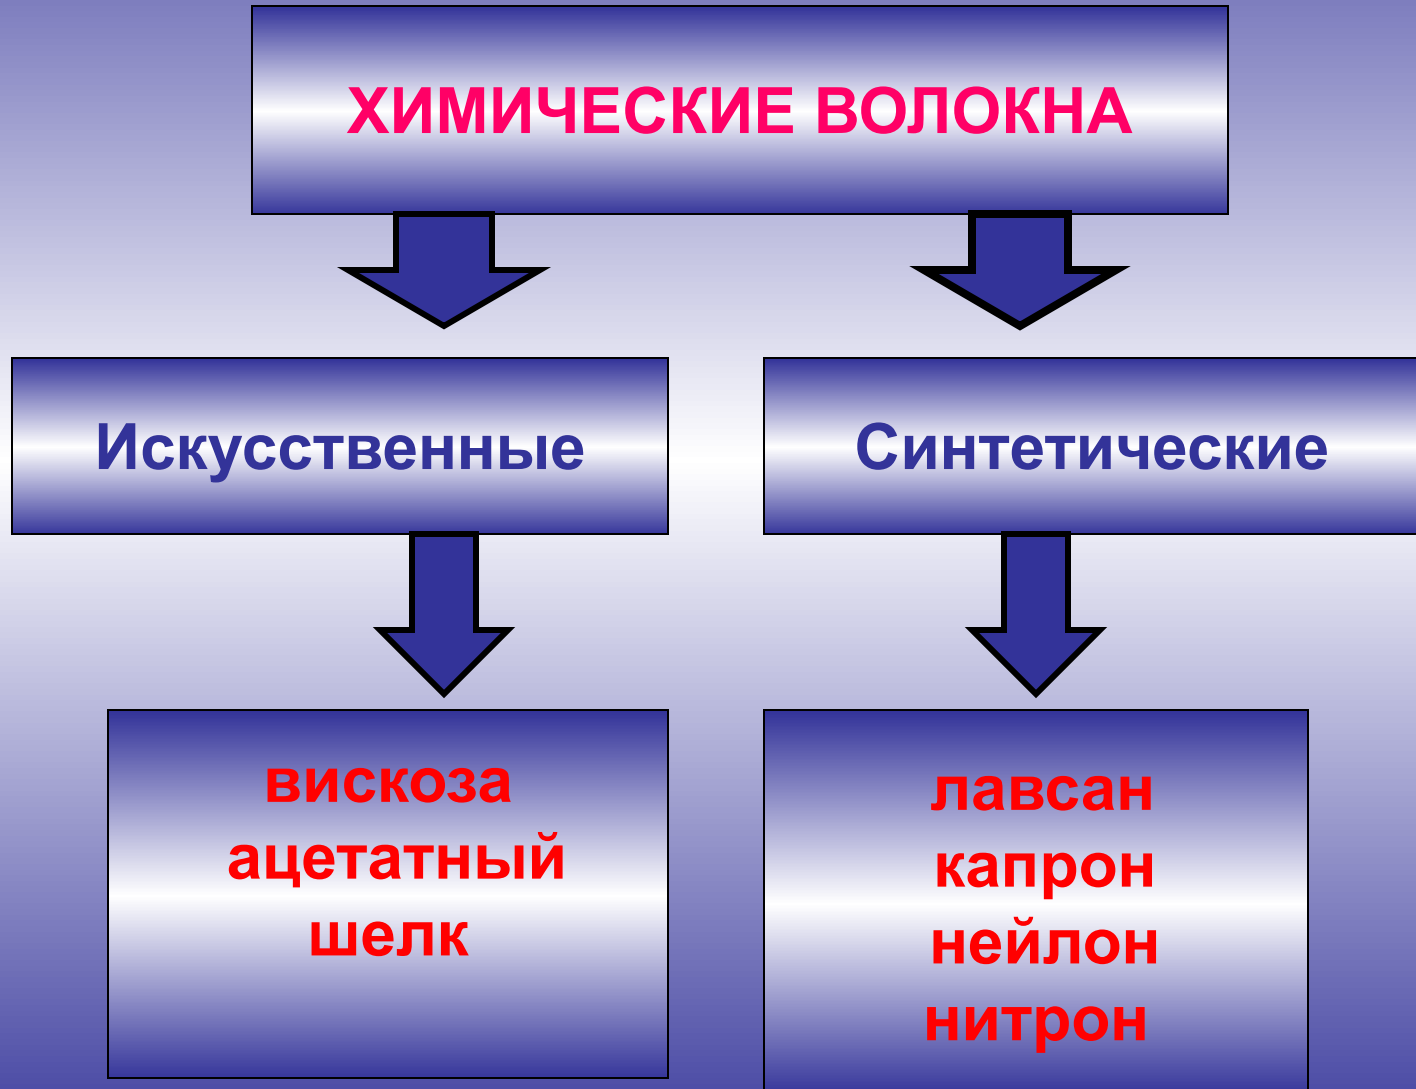 ХИМИЧЕСКИЕ ВОЛОКНА
Искусственные
Синтетические
вискоза
ацетатный
шелк
лавсан
капрон
нейлон
нитрон